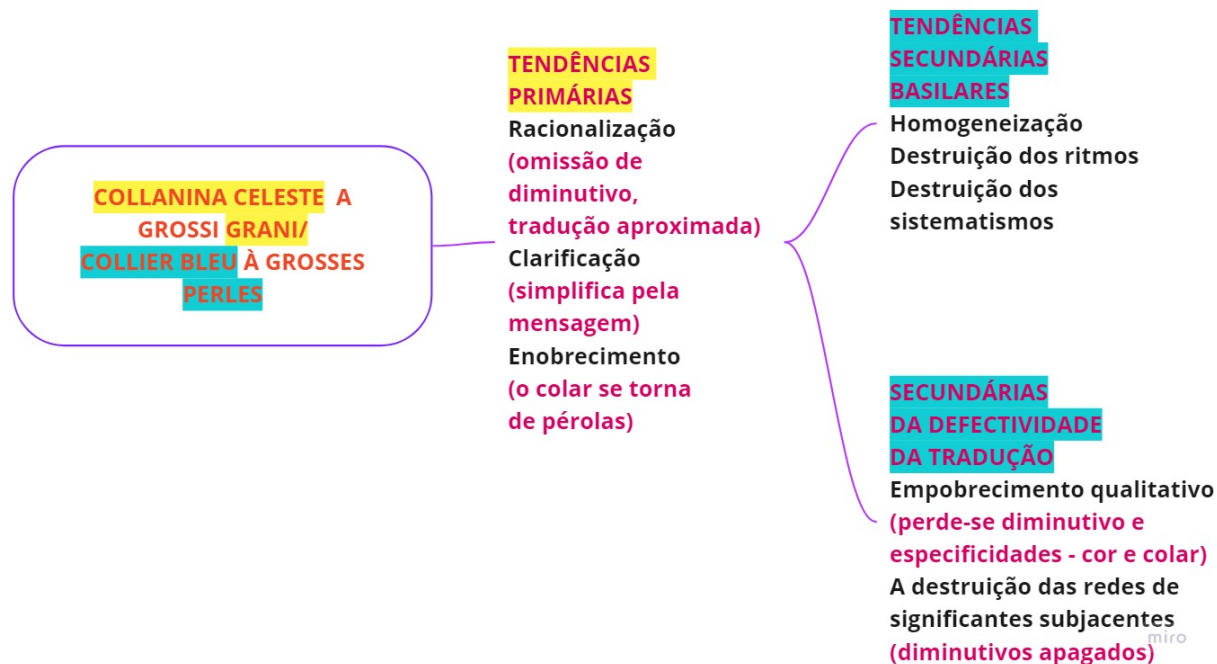 COLLANINA CELESTE A
GROSSI GRANI/
COLLIER BLEU À GROSSES
PERLES
TENDÊNCIAS
PRIMÁRIAS
Racionalização
(omissão de
diminutivo,
tradução aproximada)
Clarificação
(simplifica pela
mensagem)
Enobrecimento
(o colar se torna
de pérolas)
TENDÊNCIAS
SECUNDÁRIAS
BASILARES
Homogeneização
Destruição dos ritmos
Destruição dos
sistematismos
SECUNDÁRIAS
DA DEFECTIVIDADE
DA TRADUÇÃO
Empobrecimento qualitativo
(perde-se diminutivo e
especificidades - cor e colar)
A destruição das redes de
significantes subjacentes
(diminutivos apagados)
miro